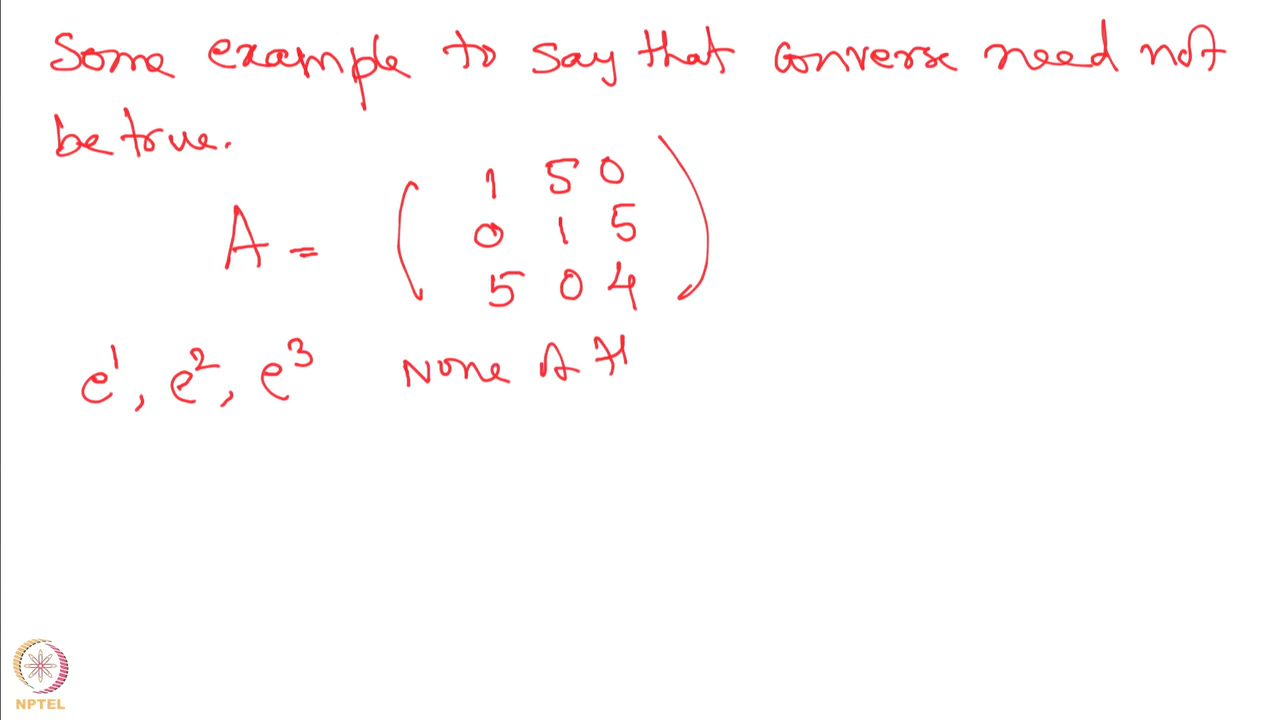 Some example to say that converse need not
be true.
A = ( 1 5 0
0 1 5
5 0 4 )
e¹, e², e³ None
NPTEL